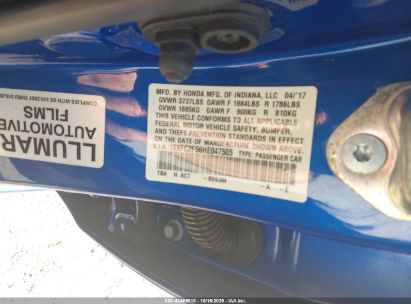 LLUMAR
AUTOMOTIVE
FILMS
MFD. BY HONDA MFG. OF INDIANA, LLC 04/'17
GVWR 3737LBS GAWR F 1984LBS R 1786LBS
GVWR 1695KG GAWR F 900KG R 810KG
THIS VEHICLE CONFORMS TO ALL APPLICABLE
FEDERAL MOTOR VEHICLE SAFETY, BUMPER,
AND THEFT PREVENTION STANDARDS IN EFFECT
ON THE DATE OF MANUFACTURE SHOWN ABOVE.
TYPE: PASSENGER CAR
TBA H ACT A E